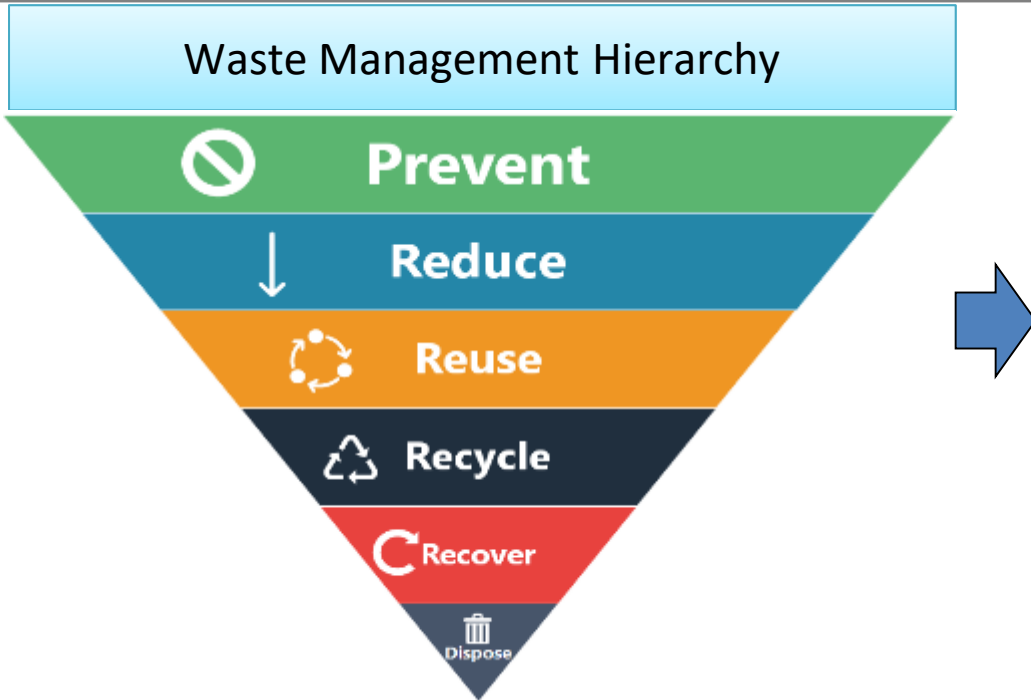 Waste Management Hierarchy
Prevent
Reduce
Reuse
Recycle
Recover
Dispose